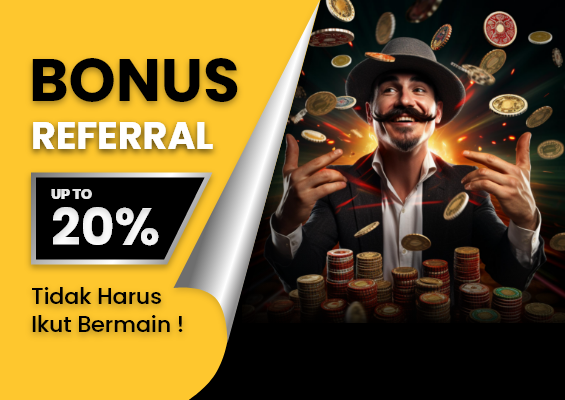 BONUS
REFERRAL
UP TO
20%
Tidak Harus
Ikut Bermain !